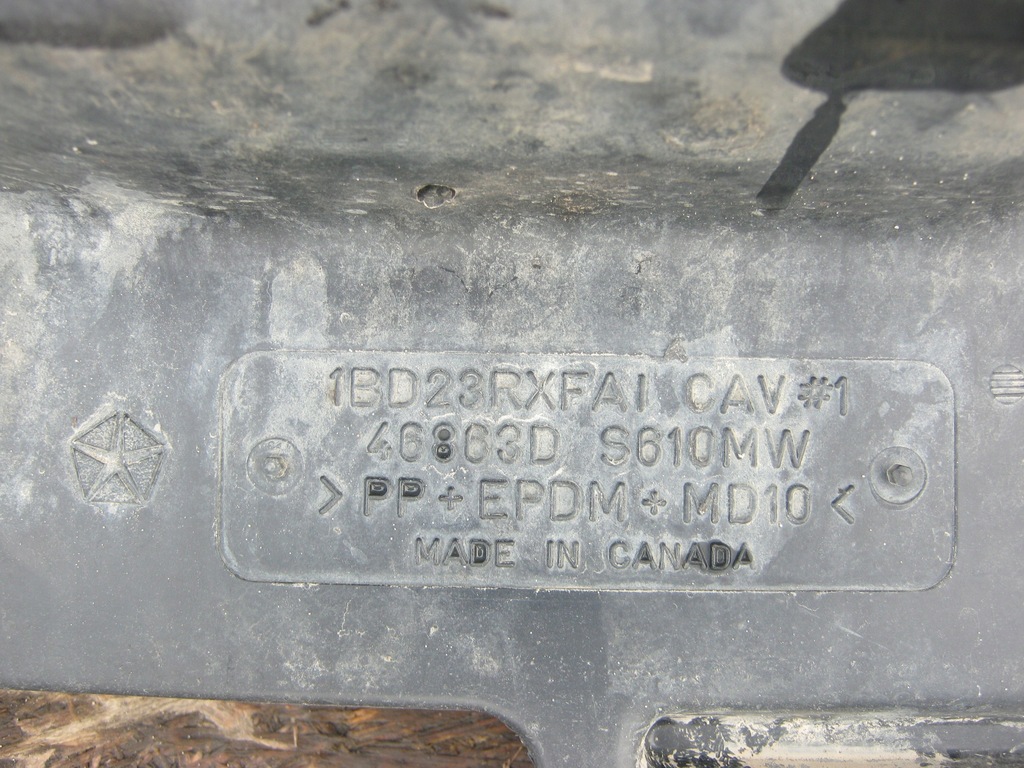 1BD23RXFAI CAV #1
46863D S610MW
>PP+EPDM+MD10<
MADE IN CANADA